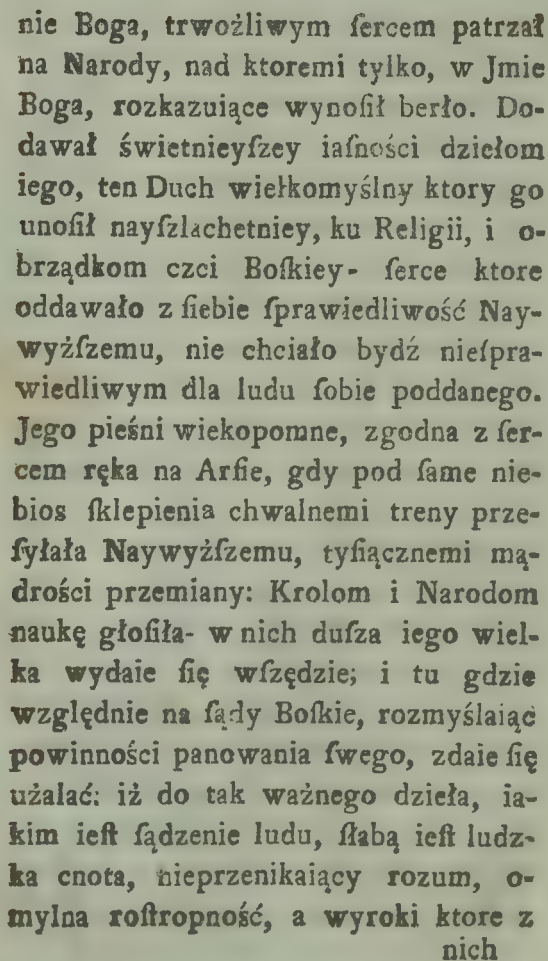 nie Boga, trwożliwym ſercem patrzał
na Narody, nad ktoremi tylko, w Jmie
Boga, rozkazuiące wynoſił berło. Do-
dawał świetnieyſzey iaſności dziełom
iego, ten Duch wiełkomyślny ktory go
unoſił nayſzlachetniey, ku Religii, i o-
brządkom czci Boſkiey- ſerce ktore
oddawało z ſiebie ſprawiedliwość Nay-
wyżſzemu, nie chciało bydź nieſpra-
wiedliwym dla ludu ſobie poddanego.
Jego pieśni wiekopomne, zgodna z ſer-
cem ręka na Arfie, gdy pod ſame nie-
bios ſklepienia chwalnemi treny prze-
ſyłała Naywyżſzemu, tyſiącznemi mą-
drości przemiany: Krolom i Narodom
naukę głoſiła- w nich duſza iego wiel-
ka wydaie ſię wſzędzie; i tu gdzie
względnie na ſądy Boſkie, rozmyślaiąc
powinności panowania ſwego, zdaie ſię
użalać: iż do tak ważnego dzieła, ia-
kim ieſt ſądzenie ludu, ſłabą ieſt ludz-
ka cnota, nieprzenikaiący rozum, o-
mylna roſtropność, a wyroki ktore z
nich